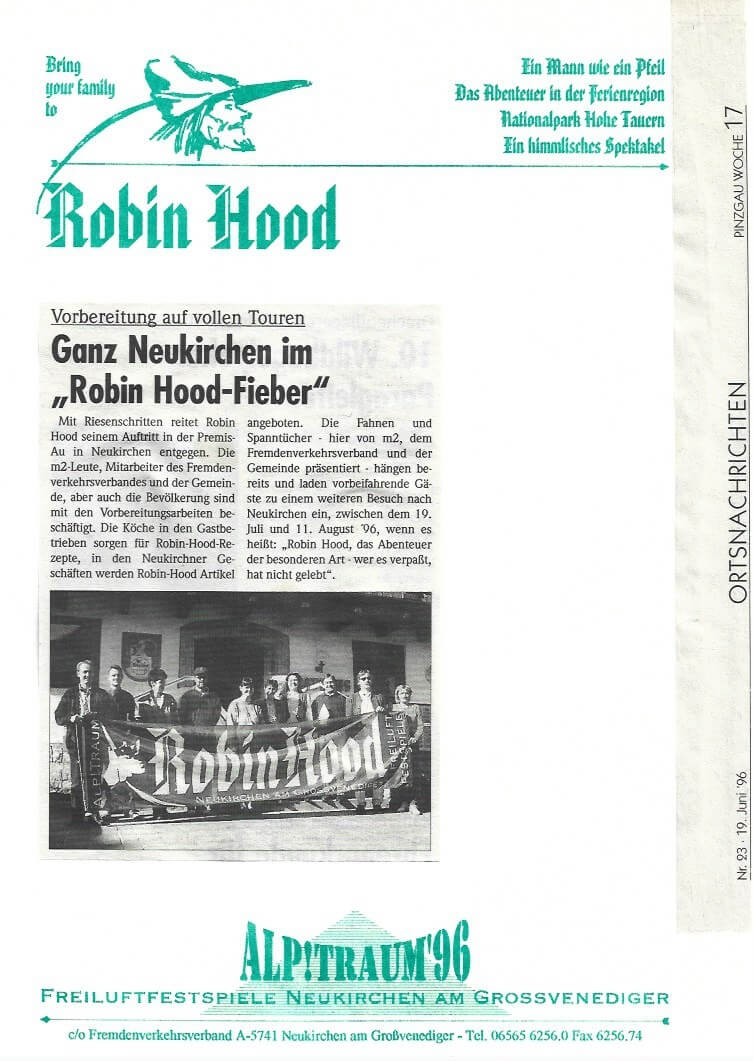 Bring
your family
to
Ein Mann wie ein Pfeil
Das Abenteuer in der Ferienregion
Nationalpark Hohe Tauern
Ein himmlisches Spektakel
Robin Hood
Vorbereitung auf vollen Touren
Ganz Neukirchen im
„Robin Hood-Fieber“
Mit Riesenschritten reitet Robin
Hood seinem Auftritt in der Premis-
Au in Neukirchen entgegen. Die
m2-Leute, Mitarbeiter des Fremden-
verkehrsverbandes und der Gemein-
de, aber auch die Bevölkerung sind
mit den Vorbereitungsarbeiten be-
schäftigt. Die Köche in den Gastbe-
trieben sorgen für Robin-Hood-Re-
zepte, in den Neukirchner Ge-
schäften werden Robin-Hood Artikel
angeboten. Die Fahnen und
Spanntücher - hier von m2, dem
Fremdenverkehrsverband und der
Gemeinde präsentiert - hängen be-
reits und laden vorbeifahrende Gä-
ste zu einem weiteren Besuch nach
Neukirchen ein, zwischen dem 19.
Juli und 11. August ’96, wenn es
heißt: „Robin Hood, das Abenteuer
der besonderen Art - wer es verpaßt,
hat nicht gelebt“.
ALP!TRAUM
Robin Hood
NEUKIRCHEN AM GROSSVENEDIGER
FREILUFT
FESTSPIELE
ALP!TRAUM'96
FREILUFTFESTSPIELE NEUKIRCHEN AM GROSSVENEDIGER
c/o Fremdenverkehrsverband A-5741 Neukirchen am Großvenediger - Tel. 06565 6256.0 Fax 6256.74
Nr. 23 · 19. Juni '96
ORTSNACHRICHTEN
PINZGAU WOCHE 17